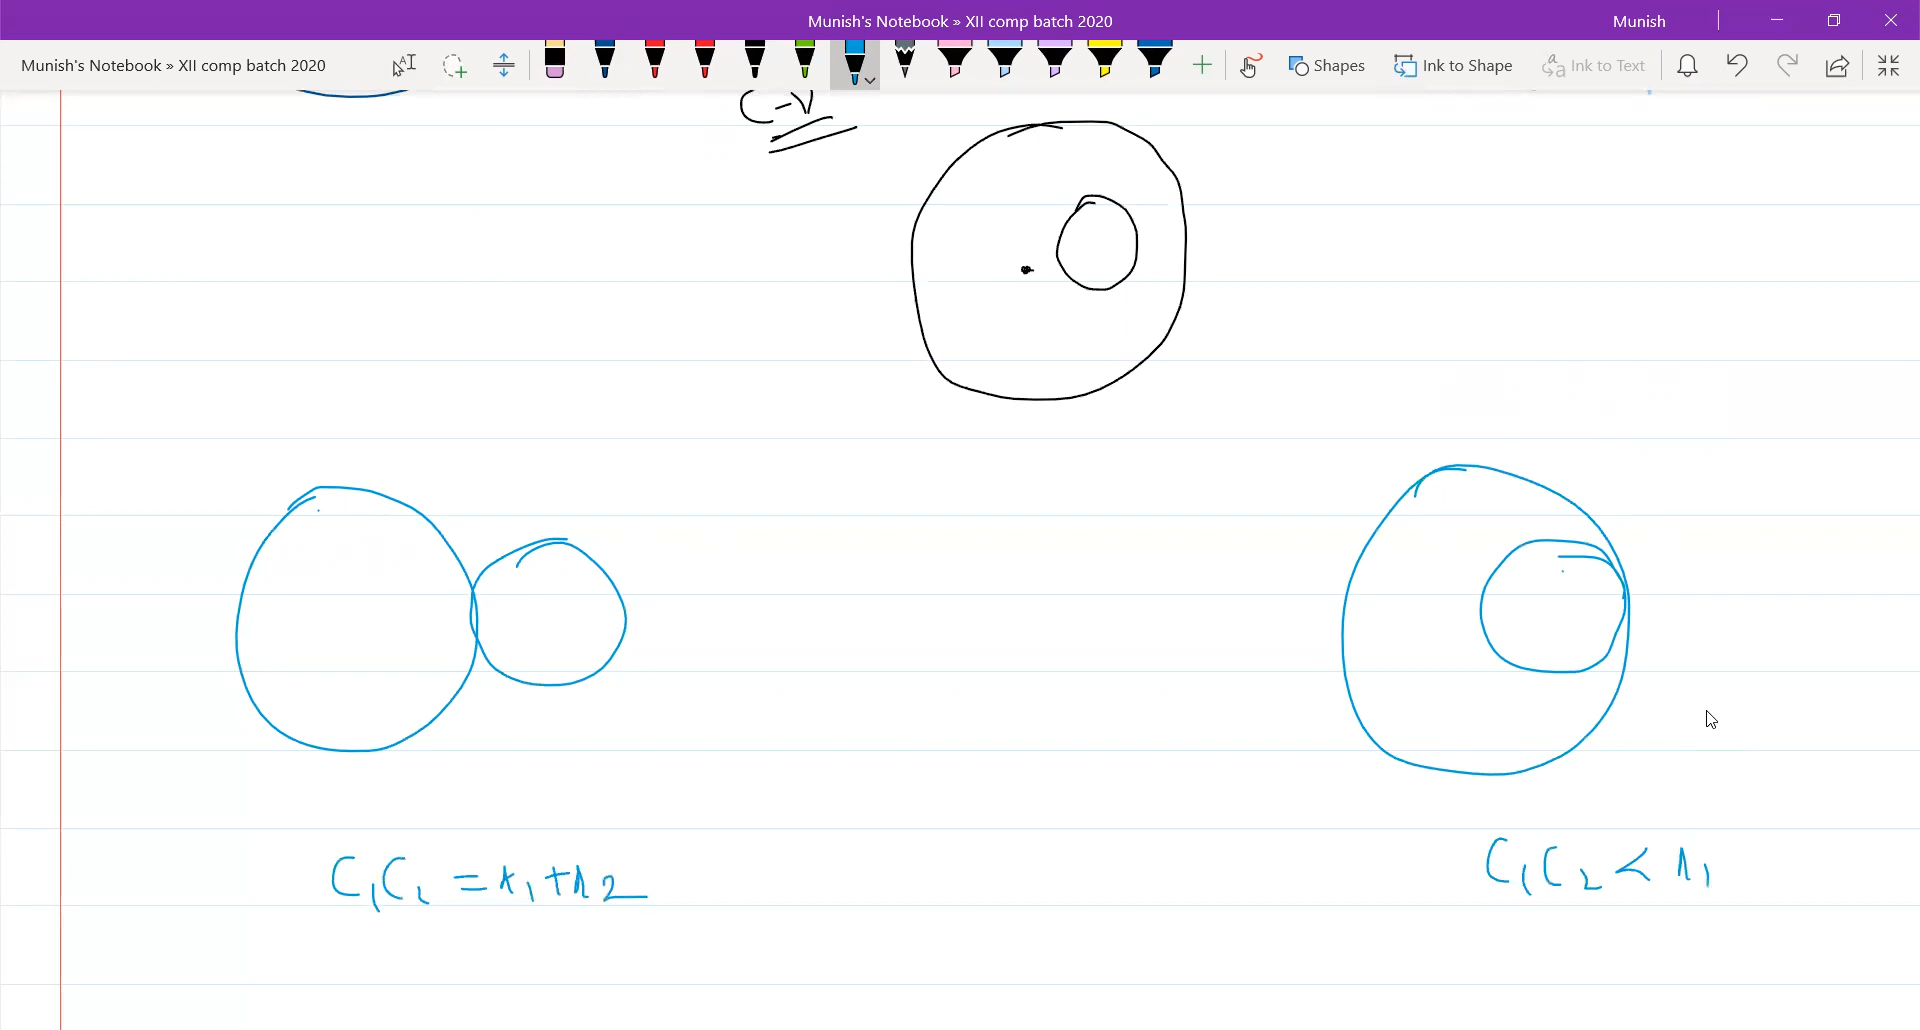 Munish's Notebook » XII comp batch 2020
Munish
Munish's Notebook » XII comp batch 2020
Shapes
Ink to Shape
Ink to Text
C₁C₂ = r₁+r₂
C₁C₂ < r₁